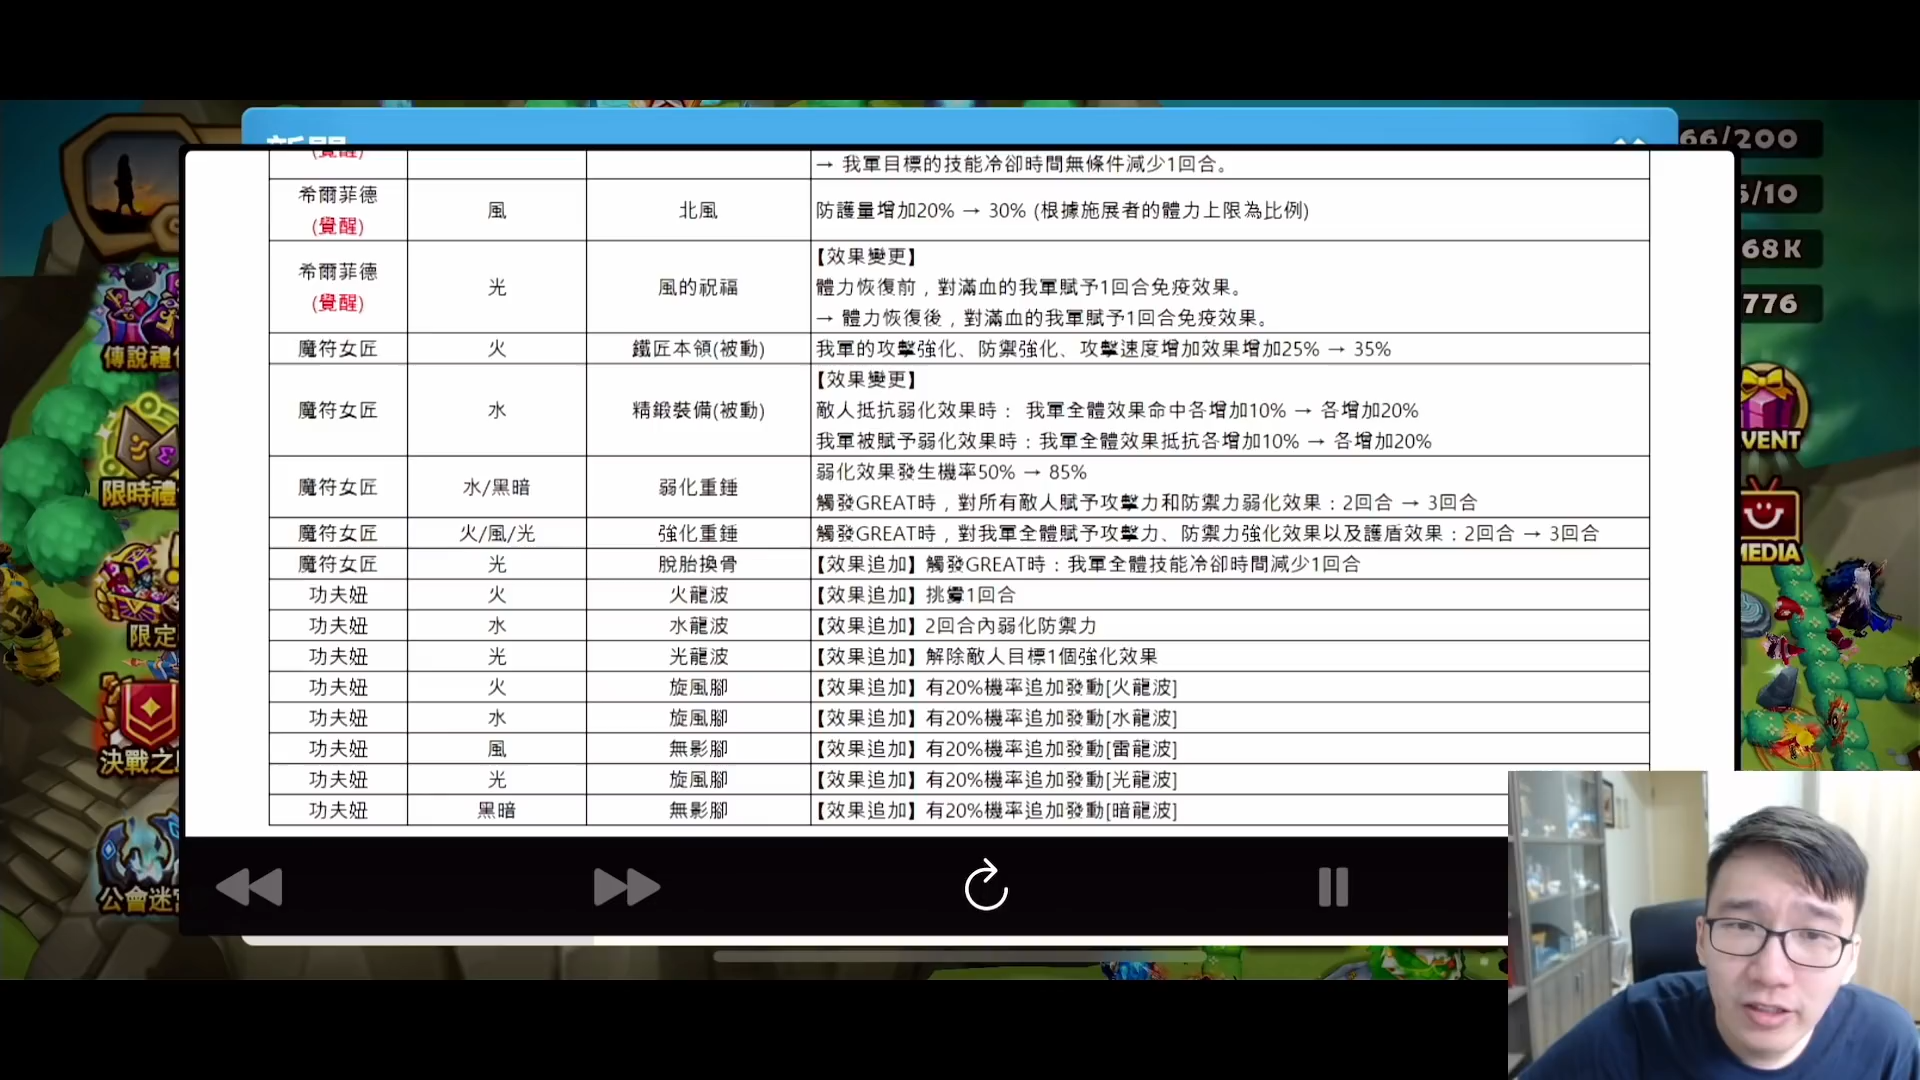 新聞
(覺醒)
→ 我軍目標的技能冷卻時間無條件減少1回合。
希爾菲德
(覺醒)
風
北風
防護量增加20% → 30% (根據施展者的體力上限為比例)
希爾菲德
(覺醒)
光
風的祝福
【效果變更】
體力恢復前，對滿血的我軍賦予1回合免疫效果。
→ 體力恢復後，對滿血的我軍賦予1回合免疫效果。
魔符女匠 火 鐵匠本領(被動) 我軍的攻擊強化、防禦強化、攻擊速度增加效果增加25% → 35%
魔符女匠 水 精鍛裝備(被動)
【效果變更】
敵人抵抗弱化效果時： 我軍全體效果命中各增加10% → 各增加20%
我軍被賦予弱化效果時：我軍全體效果抵抗各增加10% → 各增加20%
魔符女匠 水/黑暗 弱化重錘
弱化效果發生機率50% → 85%
觸發GREAT時，對所有敵人賦予攻擊力和防禦力弱化效果：2回合 → 3回合
魔符女匠 火/風/光 強化重錘 觸發GREAT時，對我軍全體賦予攻擊力、防禦力強化效果以及護盾效果：2回合 → 3回合
魔符女匠 光 脫胎換骨 【效果追加】觸發GREAT時：我軍全體技能冷卻時間減少1回合
功夫妞 火 火龍波 【效果追加】挑釁1回合
功夫妞 水 水龍波 【效果追加】2回合內弱化防禦力
功夫妞 光 光龍波 【效果追加】解除敵人目標1個強化效果
功夫妞 火 旋風腳 【效果追加】有20%機率追加發動[火龍波]
功夫妞 水 旋風腳 【效果追加】有20%機率追加發動[水龍波]
功夫妞 風 無影腳 【效果追加】有20%機率追加發動[雷龍波]
功夫妞 光 旋風腳 【效果追加】有20%機率追加發動[光龍波]
功夫妞 黑暗 無影腳 【效果追加】有20%機率追加發動[暗龍波]
傳說禮
限時禮
限定
決戰之
公會迷
66/200
/10
68K
776
VENT
MEDIA